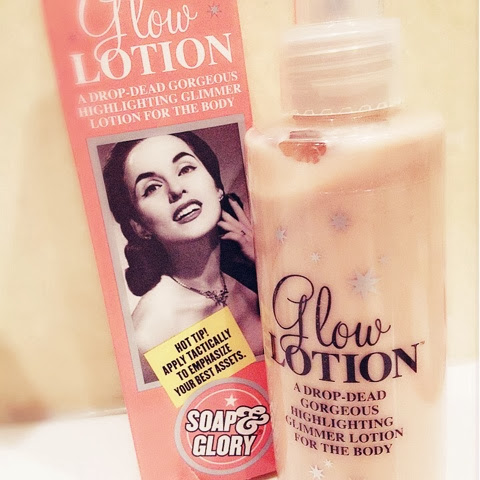 Glow
LOTION
A DROP-DEAD GORGEOUS
HIGHLIGHTING GLIMMER
LOTION FOR THE BODY
HOT TIP!
APPLY TACTICALLY
TO EMPHASIZE
YOUR BEST ASSETS.
SOAP&
GLORY
Glow
LOTION™
A DROP-DEAD
GORGEOUS
HIGHLIGHTING
GLIMMER LOTION
FOR THE BODY